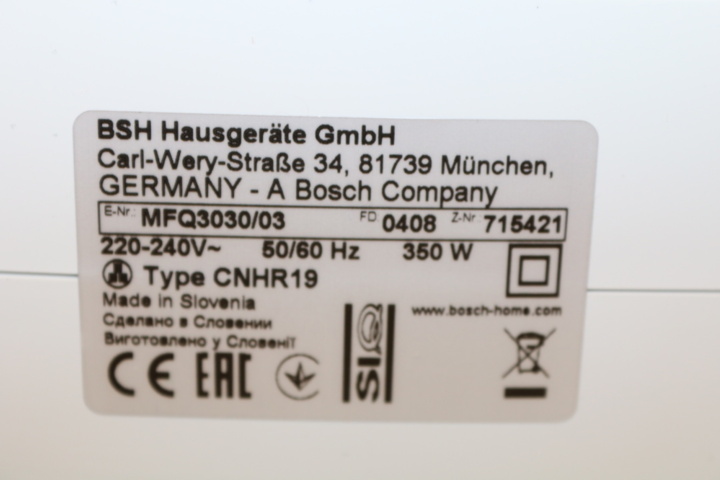 BSH Hausgeräte GmbH
Carl-Wery-Straße 34, 81739 München,
GERMANY - A Bosch Company
E-Nr. MFQ3030/03 FD 0408 Z-Nr. 715421
220-240V~ 50/60 Hz 350 W
Type CNHR19
Made in Slovenia www.bosch-home.com
Сделано в Словении
Виготовлено у Словенії
CE EAC SIQ